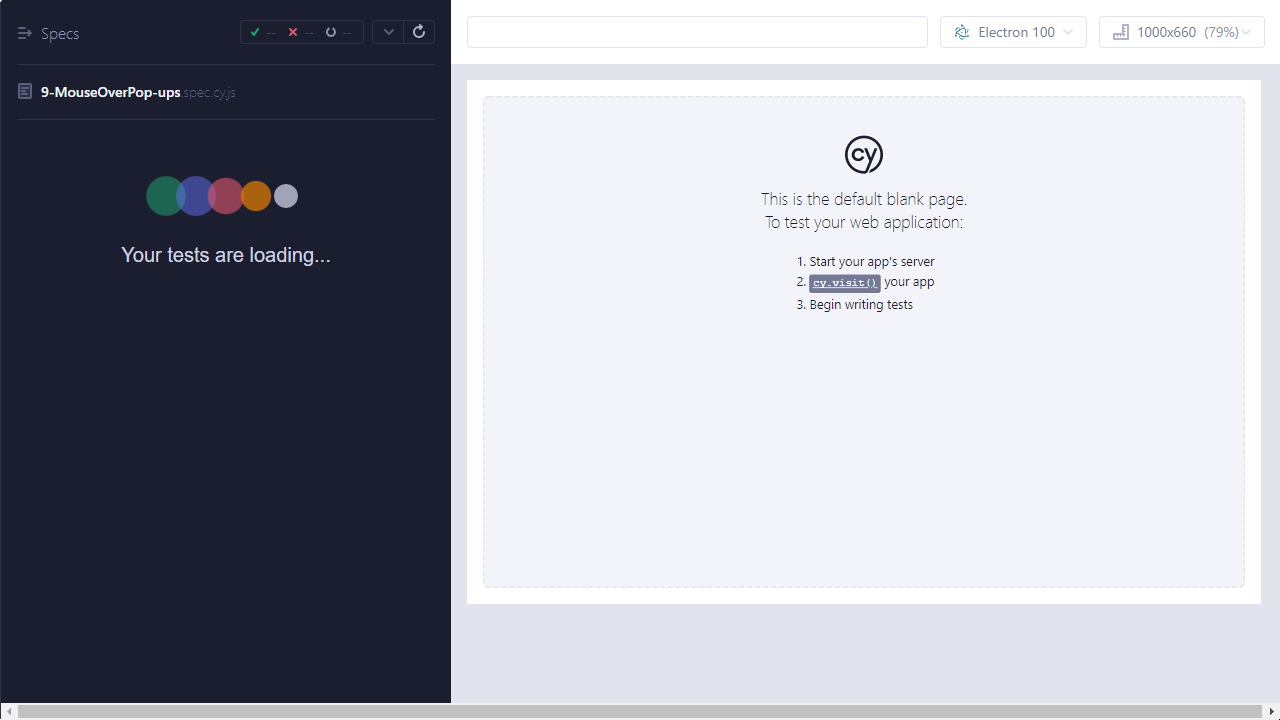 Specs
--
--
--
9-MouseOverPop-ups spec.cy.js
Your tests are loading...
Electron 100
1000x660 (79%)
cy
This is the default blank page.
To test your web application:
1. Start your app's server
2. cy.visit() your app
3. Begin writing tests